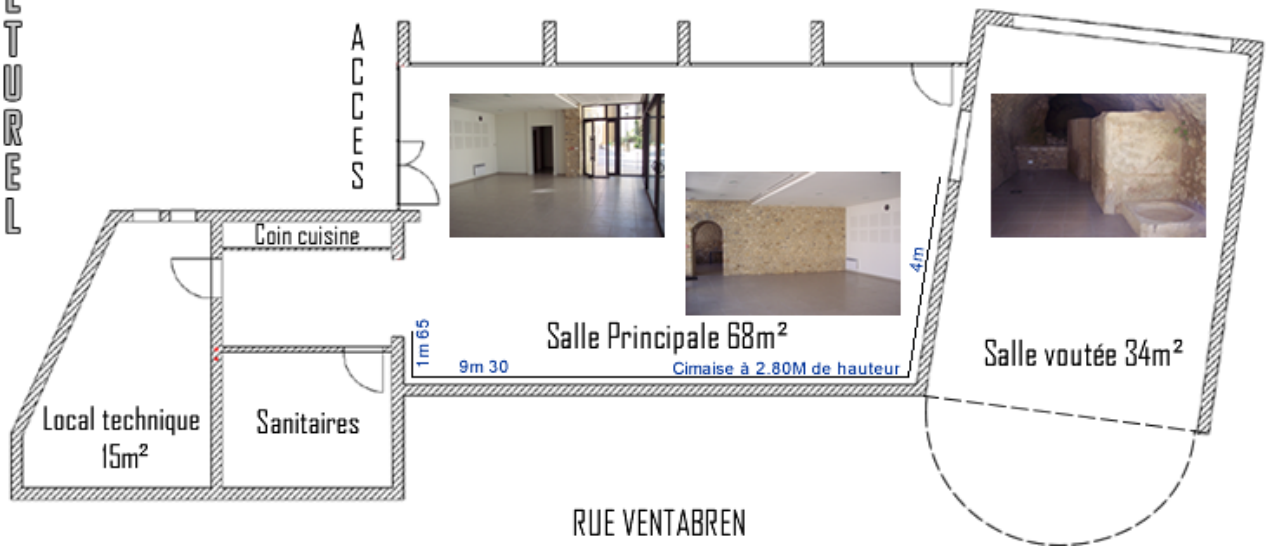 ETUREL
ACCES
Coin cuisine
1m 65
9m 30
Salle Principale 68m²
Cimaise à 2.80M de hauteur
4m
Salle voutée 34m²
Local technique
15m²
Sanitaires
RUE VENTABREN